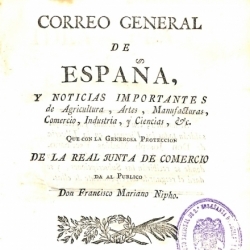 CORREO GENERAL
DE
ESPAÑA,
Y NOTICIAS IMPORTANTES
de Agricultura, Artes, Manufacturas,
Comercio, Industria, y Ciencias, &c.
QUE CON LA GENEROSA PROTECCION
DE LA REAL JUNTA DE COMERCIO
DA AL PUBLICO
Don Francisco Mariano Nipho.